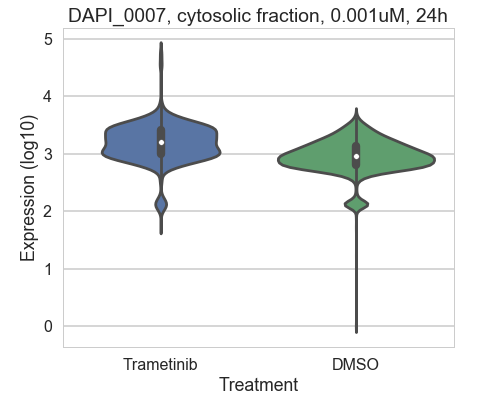 DAPI_0007, cytosolic fraction, 0.001uM, 24h
5
4
3
2
1
0
Expression (log10)
Trametinib
DMSO
Treatment